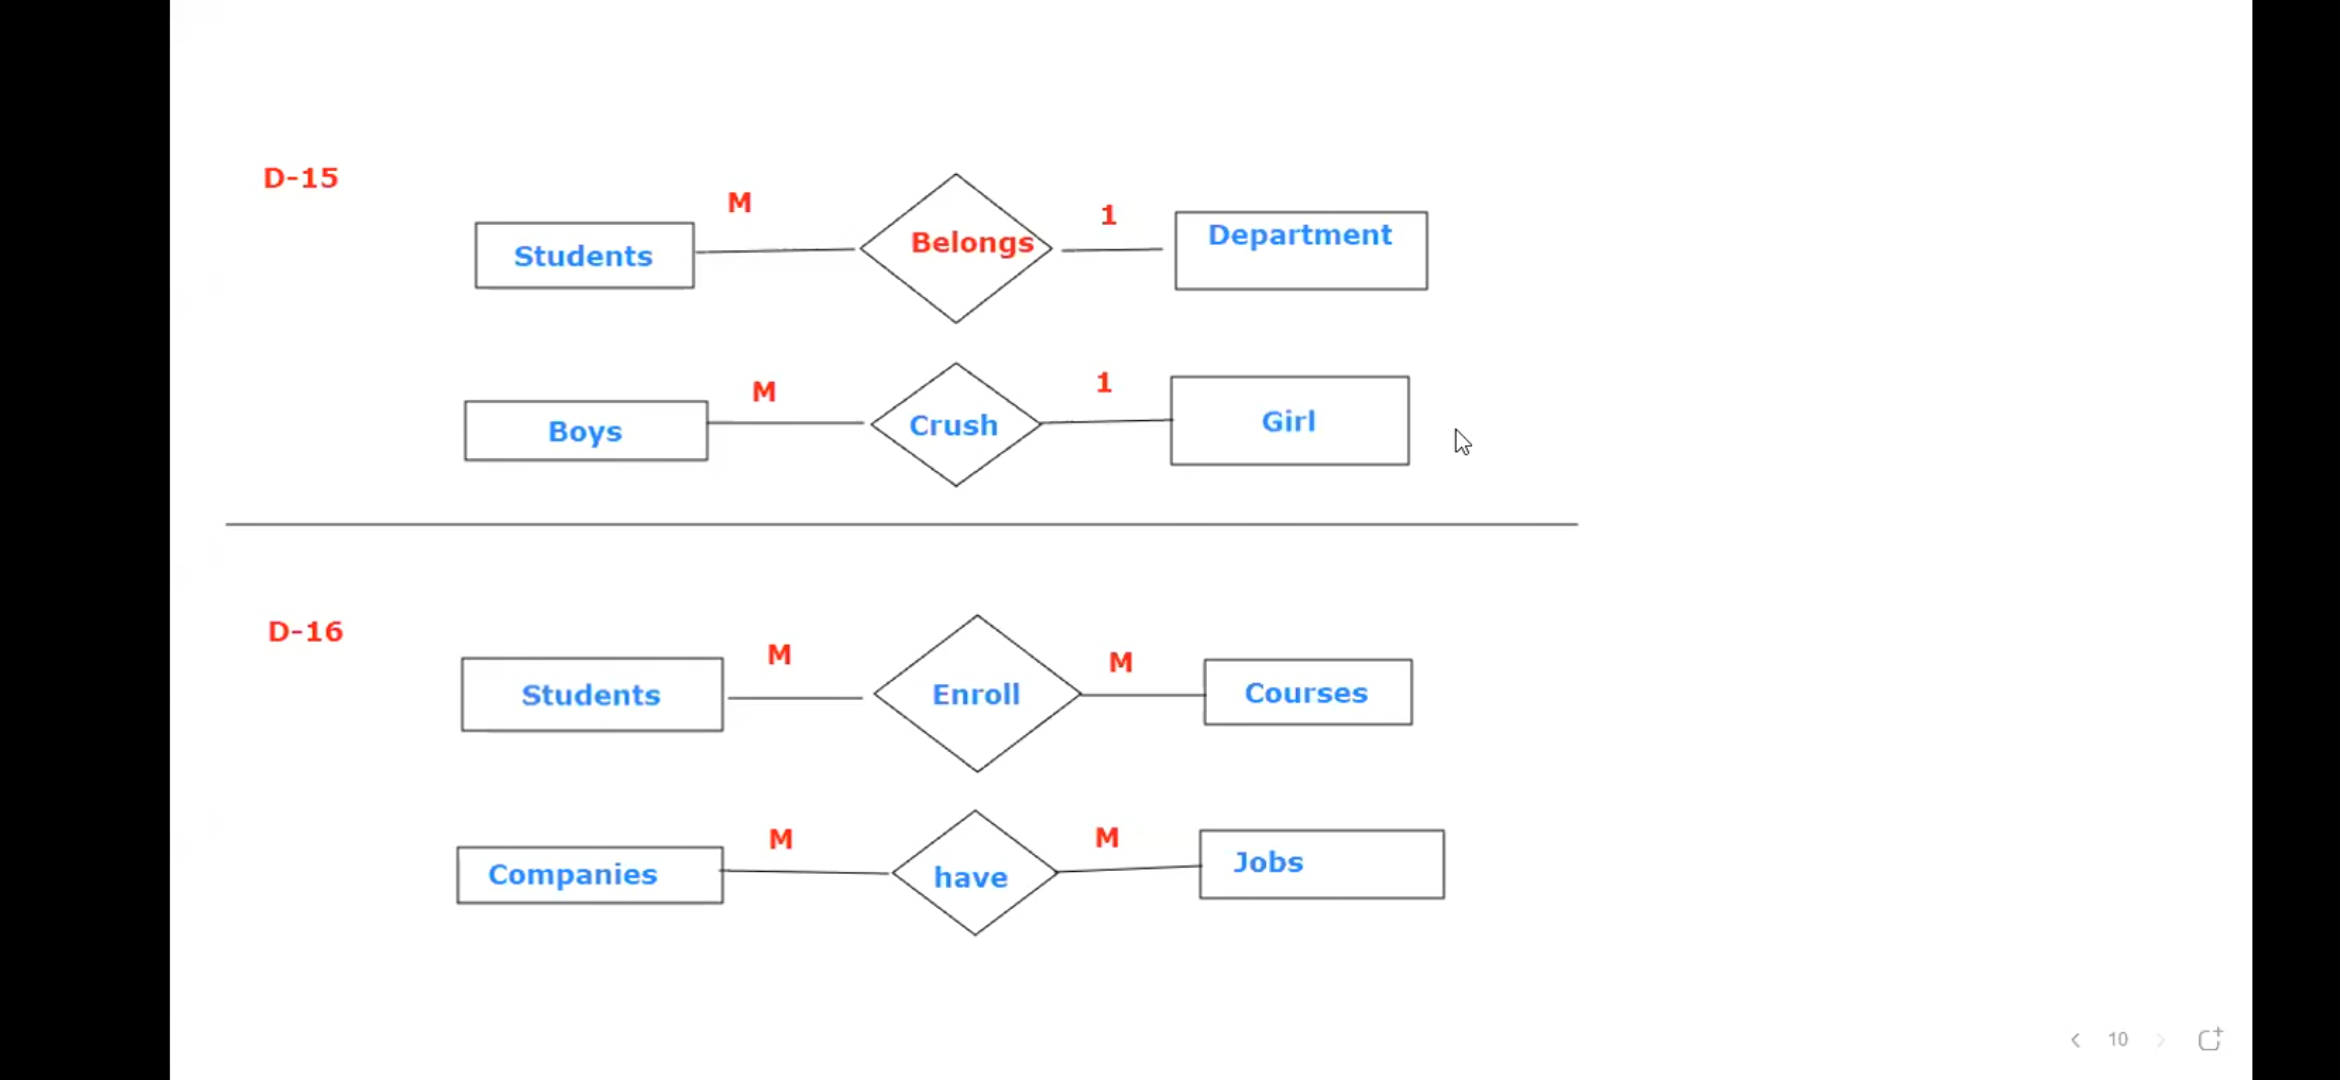 D-15
M
1
Students
Belongs
Department
M
1
Boys
Crush
Girl
D-16
M
M
Students
Enroll
Courses
M
M
Companies
have
Jobs
10